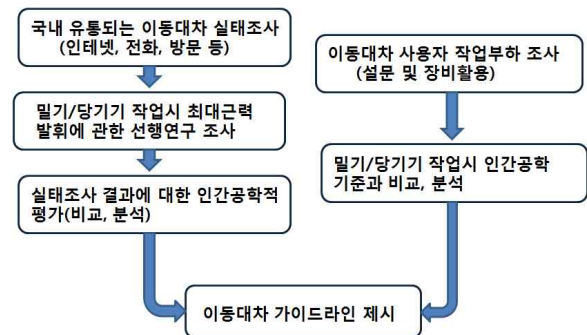 국내 유통되는 이동대차 실태조사
(인테넷, 전화, 방문 등)
밀기/당기기 작업시 최대근력
발휘에 관한 선행연구 조사
실태조사 결과에 대한 인간공학적
평가(비교, 분석)
이동대차 사용자 작업부하 조사
(설문 및 장비활용)
밀기/당기기 작업시 인간공학
기준과 비교, 분석
이동대차 가이드라인 제시